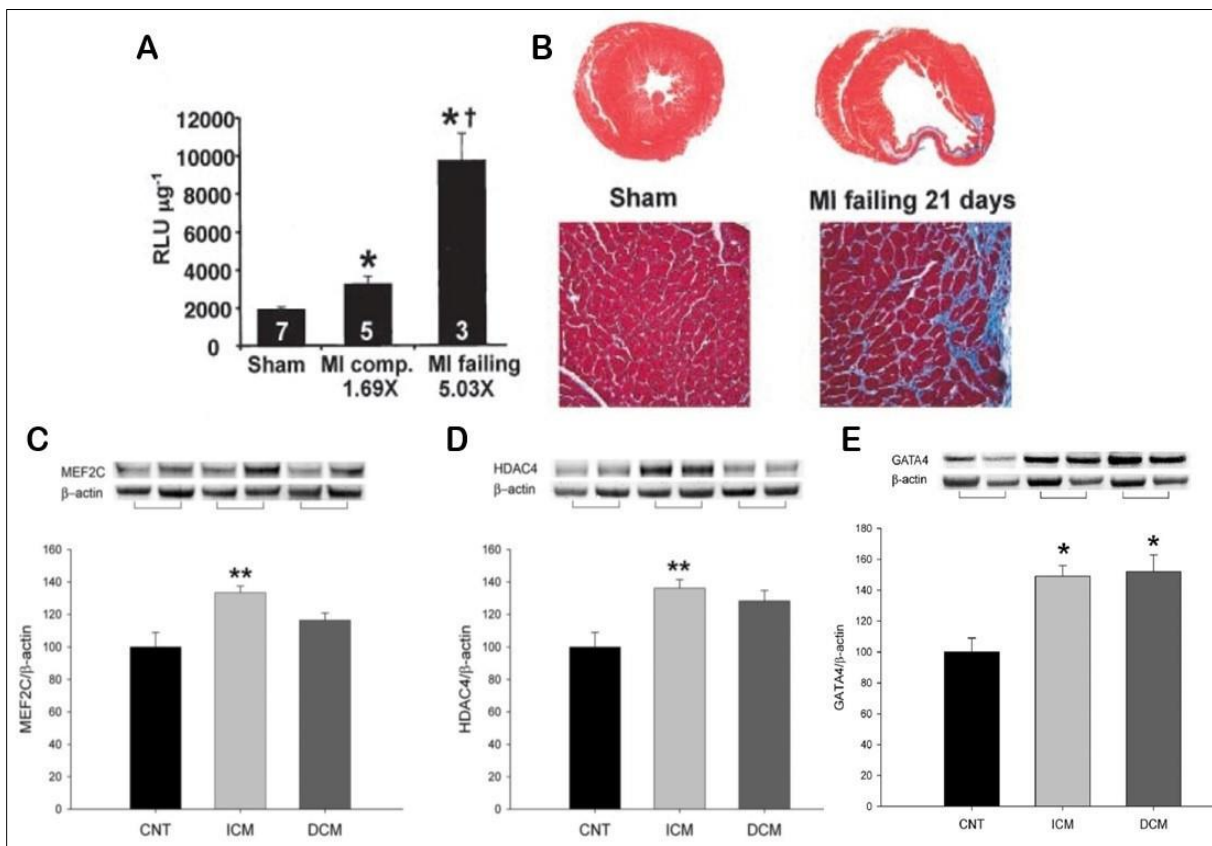 A
RLU µg-1
12000
10000
8000
6000
4000
2000
0
*
*†
7
5
3
Sham MI comp. MI failing
1.69X 5.03X
B
Sham MI failing 21 days
C
MEF2C
β–actin
MEF2C/β-actin
160
140
120
100
80
60
40
20
0
**
CNT ICM DCM
D
HDAC4
β–actin
HDAC4/β-actin
160
140
120
100
80
60
40
20
0
**
CNT ICM DCM
E
GATA4
β-actin
GATA4/β-actin
180
160
140
120
100
80
60
40
20
0
*
*
CNT ICM DCM